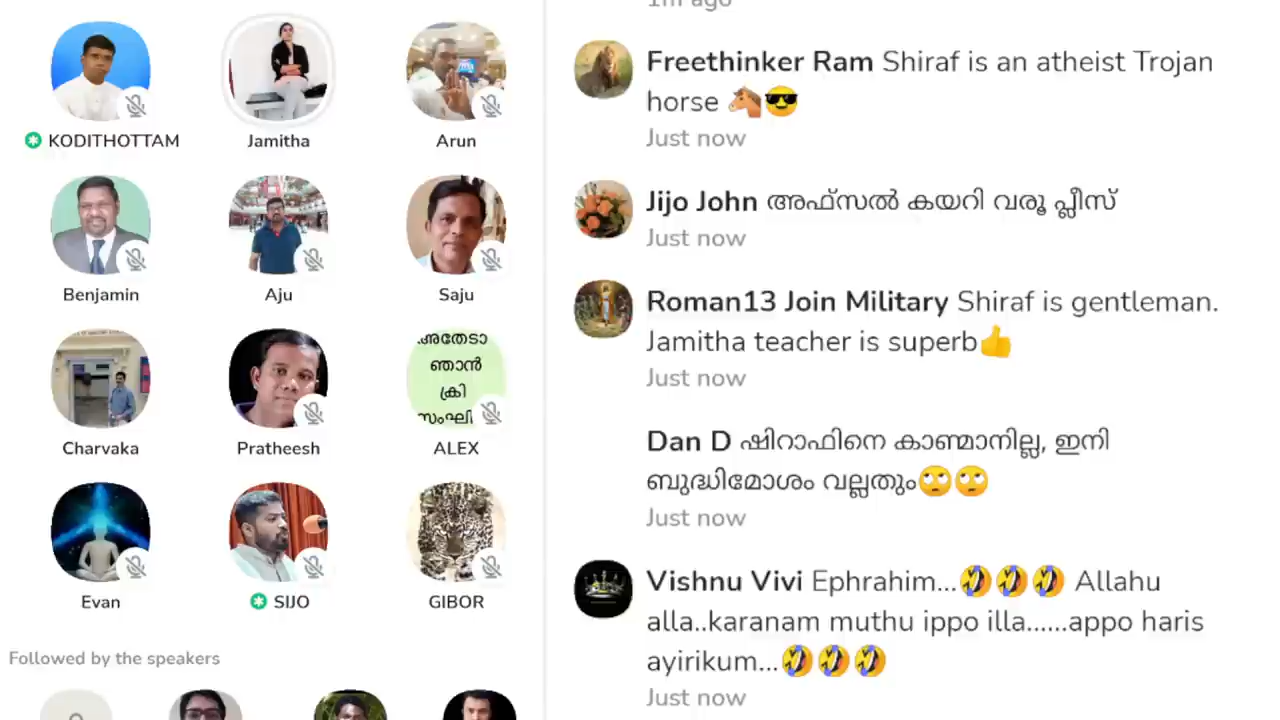 KODITHOTTAM
Jamitha
Arun
Benjamin
Aju
Saju
Charvaka
Pratheesh
അതേടാ
ഞാൻ
ക്രി
സംഘി
ALEX
Evan
SIJO
GIBOR
Followed by the speakers
1m ago
Freethinker Ram Shiraf is an atheist Trojan
horse 🐴😎
Just now
Jijo John അഫ്സൽ കയറി വരൂ പ്ലീസ്
Just now
Roman13 Join Military Shiraf is gentleman.
Jamitha teacher is superb👍
Just now
Dan D ഷിറാഫിനെ കാണ്മാനില്ല, ഇനി
ബുദ്ധിമോശം വല്ലതും🙄🙄
Just now
Vishnu Vivi Ephrahim...🤣🤣🤣 Allahu
alla..karanam muthu ippo illa......appo haris
ayirikum...🤣🤣🤣
Just now